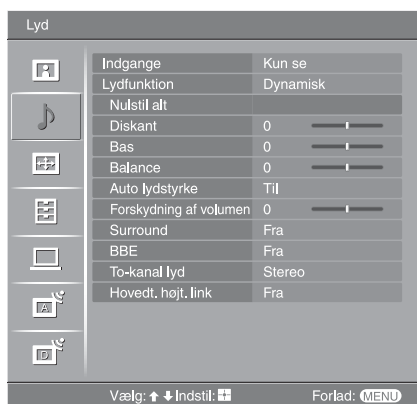 Lyd
Indgange Kun se
Lydfunktion Dynamisk
Nulstil alt
Diskant 0
Bas 0
Balance 0
Auto lydstyrke Til
Forskydning af volumen 0
Surround Fra
BBE Fra
To-kanal lyd Stereo
Hovedt. højt. link Fra
A
D
Vælg: ↑ ↓ Indstil: Forlad: MENU